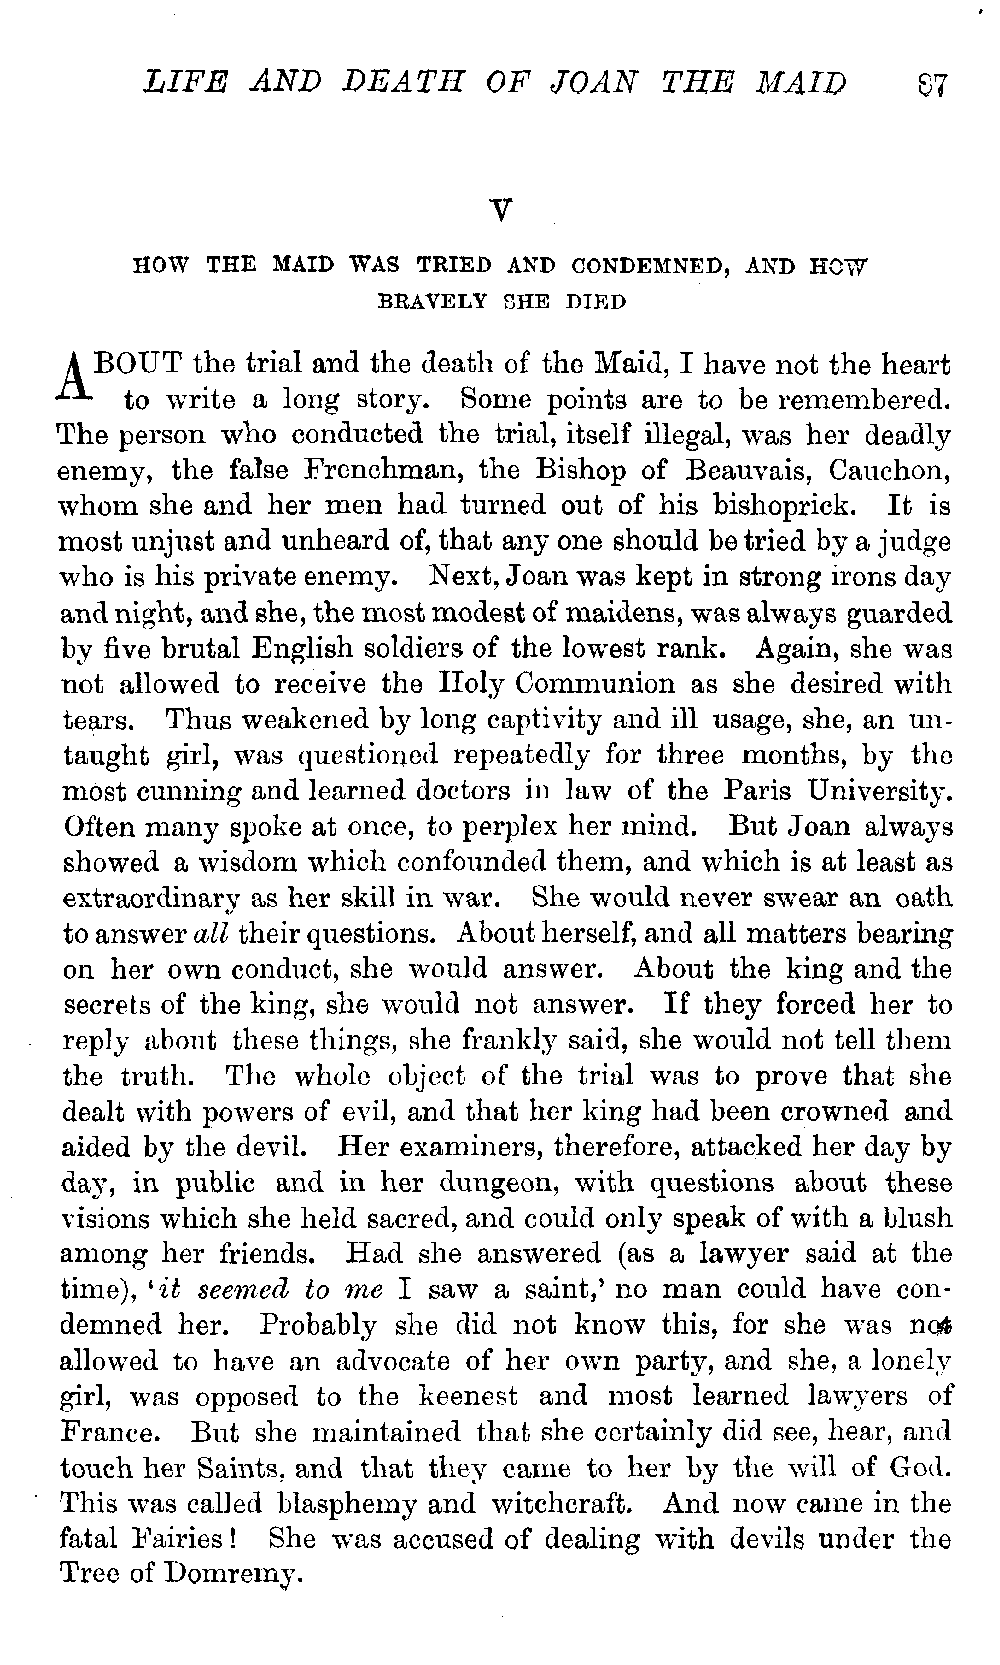 LIFE AND DEATH OF JOAN THE MAID 87
V
HOW THE MAID WAS TRIED AND CONDEMNED, AND HOW
BRAVELY SHE DIED
ABOUT the trial and the death of the Maid, I have not the heart
to write a long story. Some points are to be remembered.
The person who conducted the trial, itself illegal, was her deadly
enemy, the false Frenchman, the Bishop of Beauvais, Cauchon,
whom she and her men had turned out of his bishoprick. It is
most unjust and unheard of, that any one should be tried by a judge
who is his private enemy. Next, Joan was kept in strong irons day
and night, and she, the most modest of maidens, was always guarded
by five brutal English soldiers of the lowest rank. Again, she was
not allowed to receive the Holy Communion as she desired with
tears. Thus weakened by long captivity and ill usage, she, an un-
taught girl, was questioned repeatedly for three months, by the
most cunning and learned doctors in law of the Paris University.
Often many spoke at once, to perplex her mind. But Joan always
showed a wisdom which confounded them, and which is at least as
extraordinary as her skill in war. She would never swear an oath
to answer all their questions. About herself, and all matters bearing
on her own conduct, she would answer. About the king and the
secrets of the king, she would not answer. If they forced her to
reply about these things, she frankly said, she would not tell them
the truth. The whole object of the trial was to prove that she
dealt with powers of evil, and that her king had been crowned and
aided by the devil. Her examiners, therefore, attacked her day by
day, in public and in her dungeon, with questions about these
visions which she held sacred, and could only speak of with a blush
among her friends. Had she answered (as a lawyer said at the
time), 'it seemed to me I saw a saint,' no man could have con-
demned her. Probably she did not know this, for she was not
allowed to have an advocate of her own party, and she, a lonely
girl, was opposed to the keenest and most learned lawyers of
France. But she maintained that she certainly did see, hear, and
touch her Saints, and that they came to her by the will of God.
This was called blasphemy and witchcraft. And now came in the
fatal Fairies! She was accused of dealing with devils under the
Tree of Domremy.